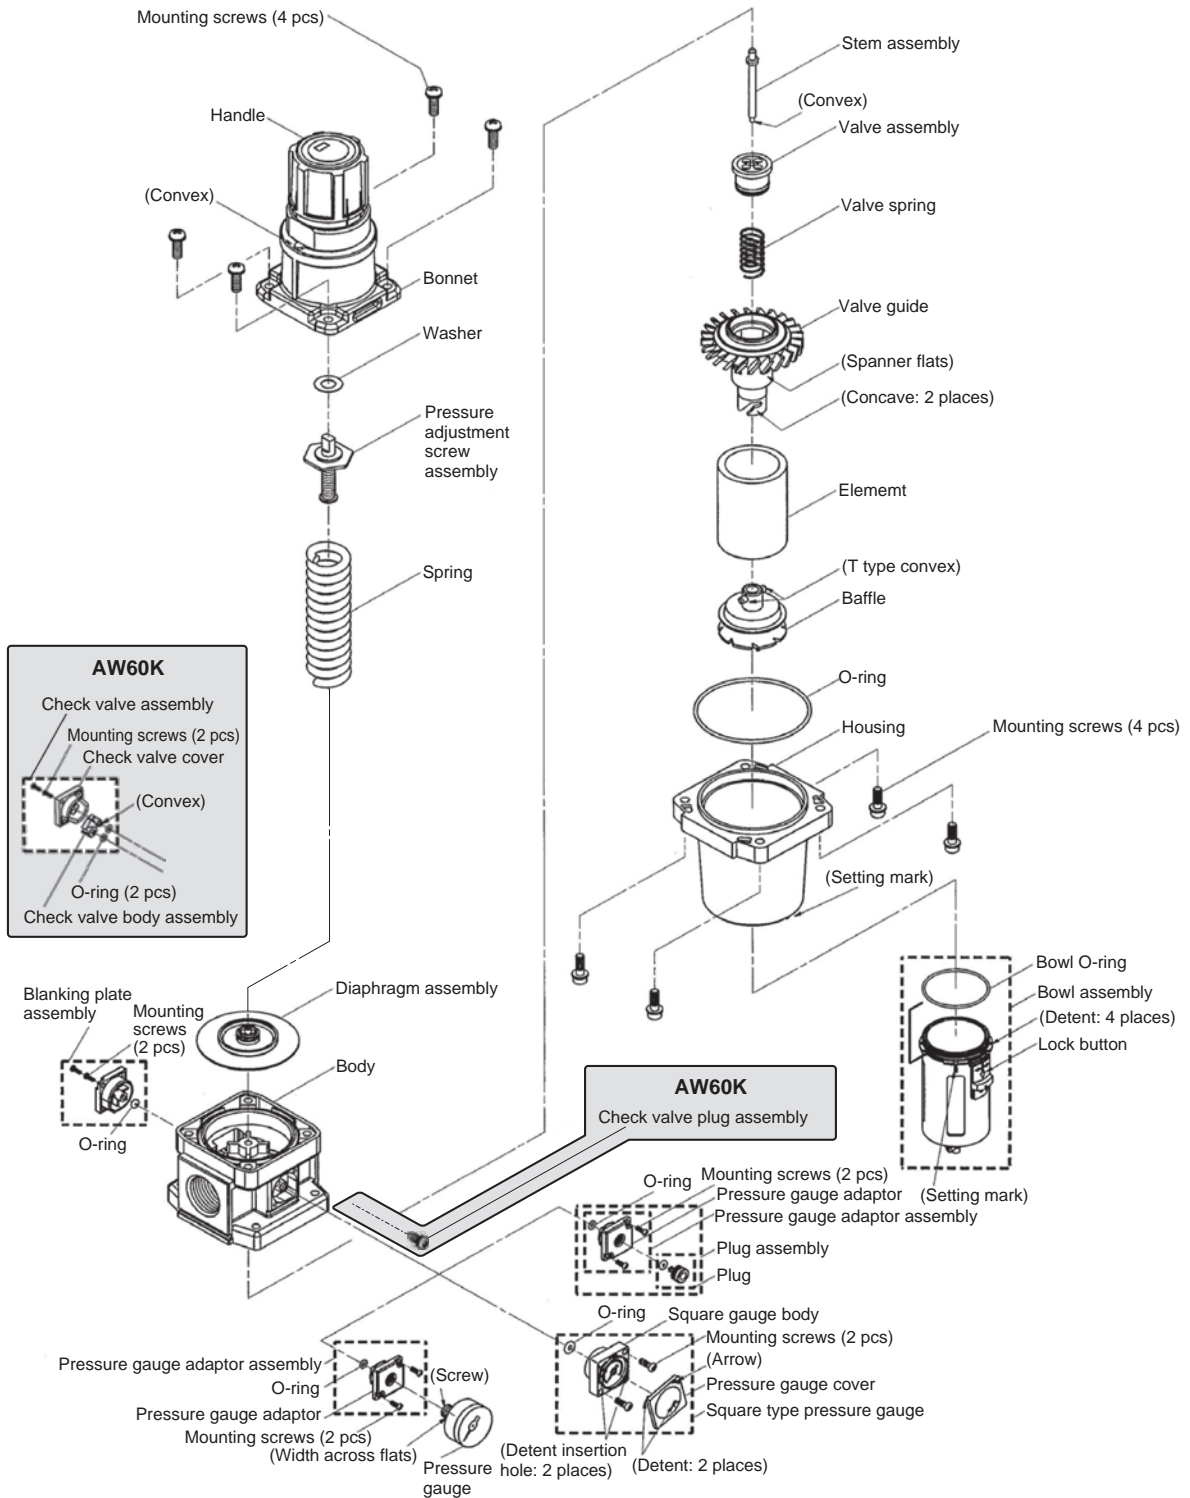 Mounting screws (4 pcs)
Handle
(Convex)
Bonnet
Washer
Pressure
adjustment
screw
assembly
Spring
AW60K
Check valve assembly
Mounting screws (2 pcs)
Check valve cover
(Convex)
O-ring (2 pcs)
Check valve body assembly
Blanking plate
assembly
Mounting
screws
(2 pcs)
O-ring
Diaphragm assembly
Body
AW60K
Check valve plug assembly
Stem assembly
(Convex)
Valve assembly
Valve spring
Valve guide
(Spanner flats)
(Concave: 2 places)
Elememt
(T type convex)
Baffle
O-ring
Housing
Mounting screws (4 pcs)
(Setting mark)
Bowl O-ring
Bowl assembly
(Detent: 4 places)
Lock button
(Setting mark)
O-ring
Mounting screws (2 pcs)
Pressure gauge adaptor
Pressure gauge adaptor assembly
Plug assembly
Plug
O-ring
Square gauge body
Mounting screws (2 pcs)
(Arrow)
Pressure gauge cover
Square type pressure gauge
(Detent insertion
hole: 2 places)
(Detent: 2 places)
Pressure gauge adaptor assembly
O-ring
(Screw)
Pressure gauge adaptor
Mounting screws (2 pcs)
(Width across flats)
Pressure
gauge